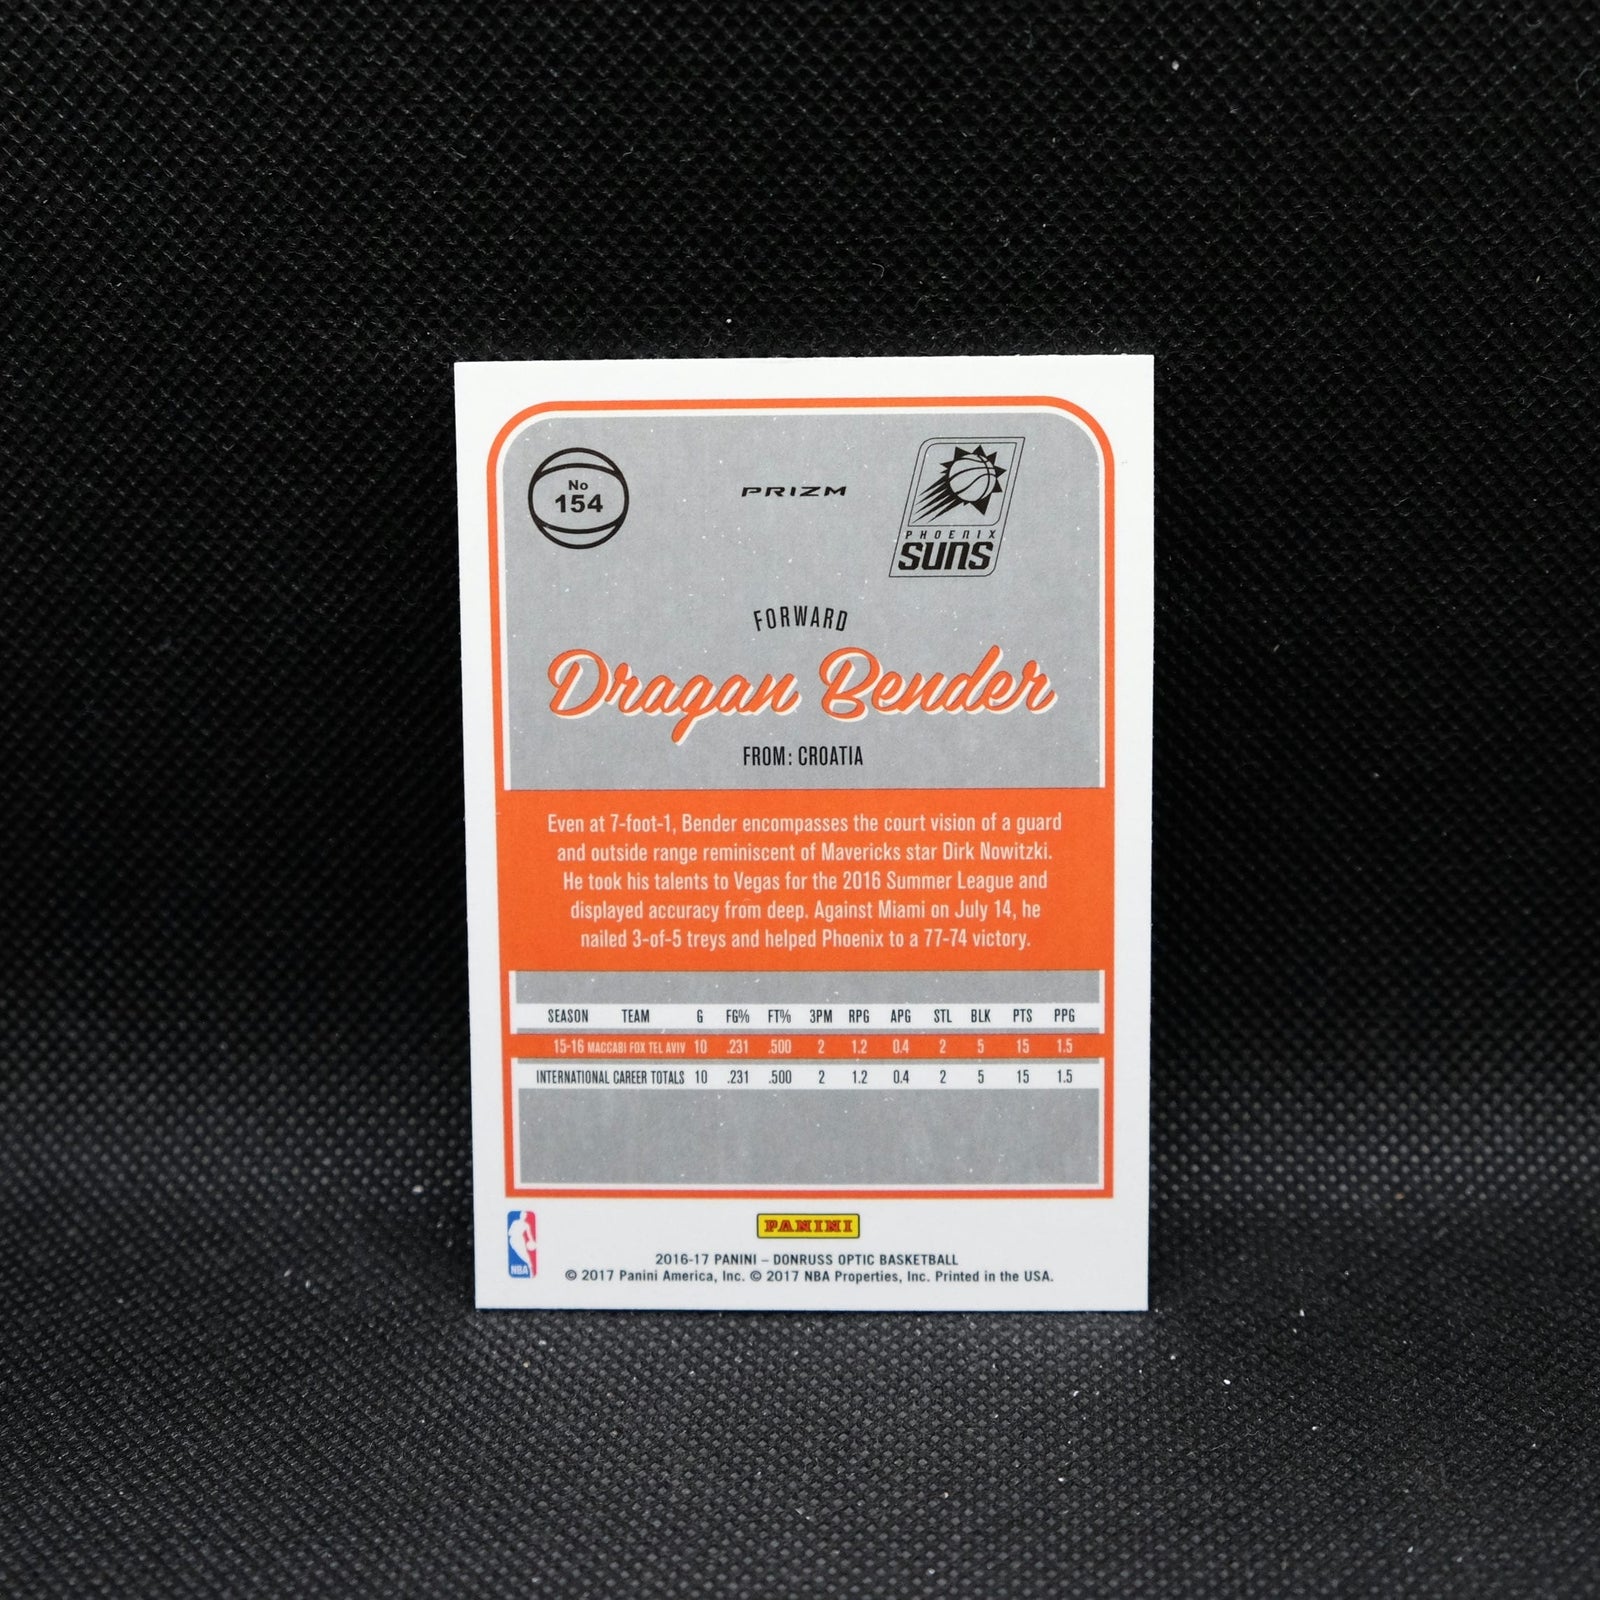 No
154
PRIZM
PHOENIX
SUNS
FORWARD
Dragan Bender
FROM: CROATIA
Even at 7-foot-1, Bender encompasses the court vision of a guard
and outside range reminiscent of Mavericks star Dirk Nowitzki.
He took his talents to Vegas for the 2016 Summer League and
displayed accuracy from deep. Against Miami on July 14, he
nailed 3-of-5 treys and helped Phoenix to a 77-74 victory.
SEASON TEAM G FG% FT% 3PM RPG APG STL BLK PTS PPG
15-16 MACCABI FOX TEL AVIV 10 .231 .500 2 1.2 0.4 2 5 15 1.5
INTERNATIONAL CAREER TOTALS 10 .231 .500 2 1.2 0.4 2 5 15 1.5
NBA
PANINI
2016-17 PANINI – DONRUSS OPTIC BASKETBALL
© 2017 Panini America, Inc. © 2017 NBA Properties, Inc. Printed in the USA.